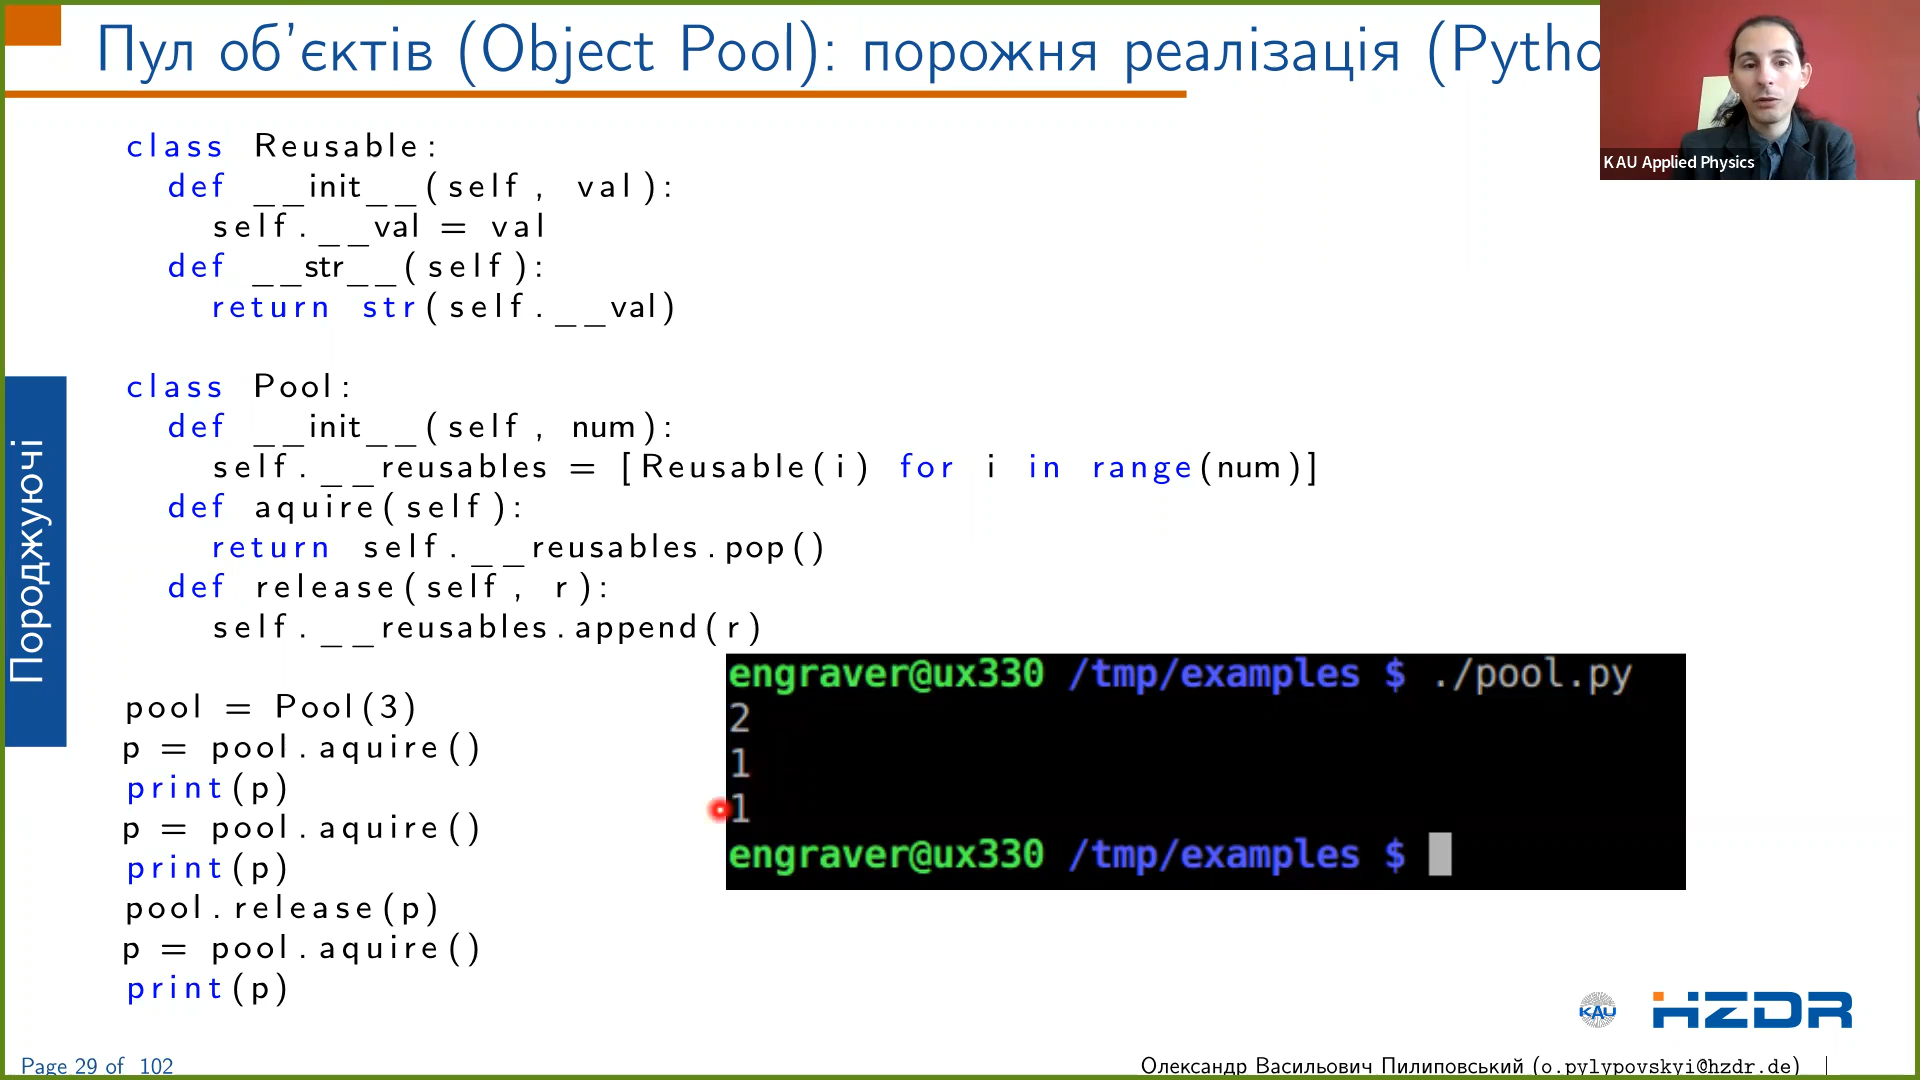 Пул об’єктів (Object Pool): порожня реалізація (Pytho
KAU Applied Physics
class Reusable:
def __init__(self, val):
self.__val = val
def __str__(self):
return str(self.__val)
class Pool:
def __init__(self, num):
self.__reusables = [Reusable(i) for i in range(num)]
def aquire(self):
return self.__reusables.pop()
def release(self, r):
self.__reusables.append(r)
Породжуючі
pool = Pool(3)
p = pool.aquire()
print(p)
p = pool.aquire()
print(p)
pool.release(p)
p = pool.aquire()
print(p)
engraver@ux330 /tmp/examples $ ./pool.py
2
1
1
engraver@ux330 /tmp/examples $
KAU
HZDR
Page 29 of 102
Олександр Васильович Пилиповський (o.pylypovskyi@hzdr.de)